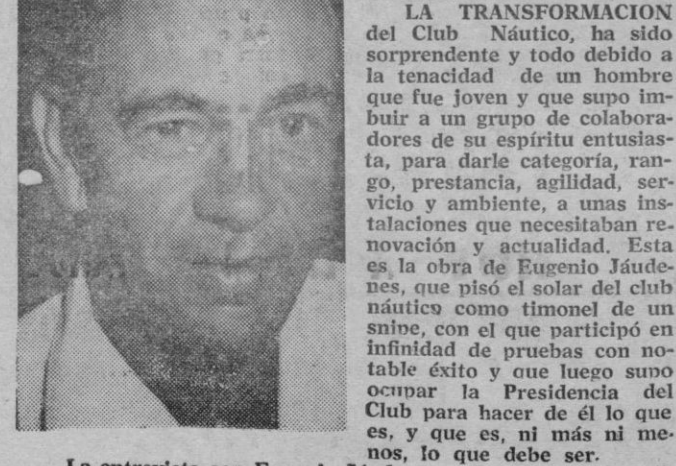 LA TRANSFORMACION
del Club Náutico, ha sido
sorprendente y todo debido a
la tenacidad de un hombre
que fue joven y que supo im-
buir a un grupo de colabora-
dores de su espíritu entusias-
ta, para darle categoría, ran-
go, prestancia, agilidad, ser-
vicio y ambiente, a unas ins-
talaciones que necesitaban re-
novación y actualidad. Esta
es la obra de Eugenio Jáude-
nes, que pisó el solar del club
náutico como timonel de un
snipe, con el que participó en
infinidad de pruebas con no-
table éxito y que luego supo
ocupar la Presidencia del
Club para hacer de él lo que
es, y que es, ni más ni me-
nos, lo que debe ser.
La entrevista con